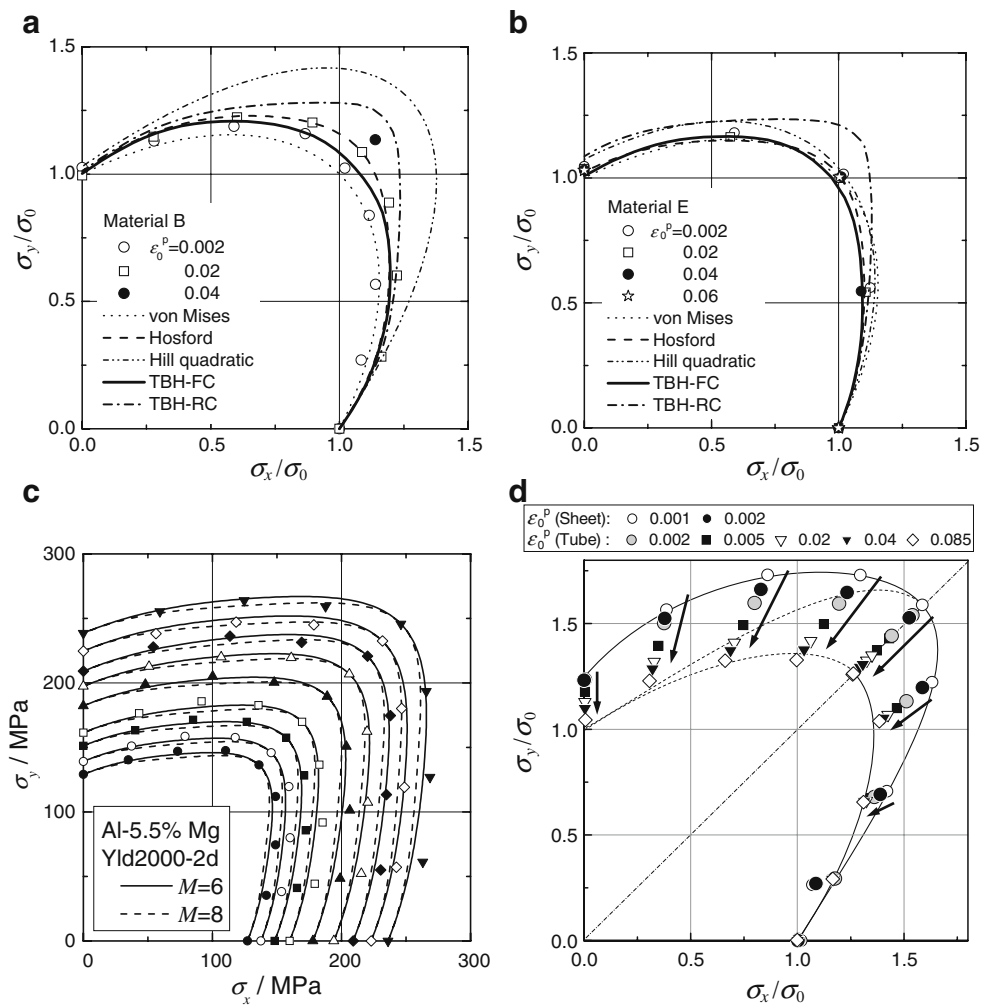 a
1.5
1.0
0.5
0.0
σy/σ0
Material B
ε0^p=0.002
0.02
0.04
von Mises
Hosford
Hill quadratic
TBH-FC
TBH-RC
0.0 0.5 1.0 1.5
σx/σ0
b
1.5
1.0
0.5
0.0
σy/σ0
Material E
ε0^p=0.002
0.02
0.04
0.06
von Mises
Hosford
Hill quadratic
TBH-FC
TBH-RC
0.0 0.5 1.0 1.5
σx/σ0
c
300
200
100
0
σy / MPa
Al-5.5% Mg
Yld2000-2d
M=6
M=8
0 100 200 300
σx / MPa
d
ε0^p (Sheet): 0.001 0.002
ε0^p (Tube) : 0.002 0.005 0.02 0.04 0.085
1.5
1.0
0.5
0.0
σy/σ0
0.0 0.5 1.0 1.5
σx/σ0